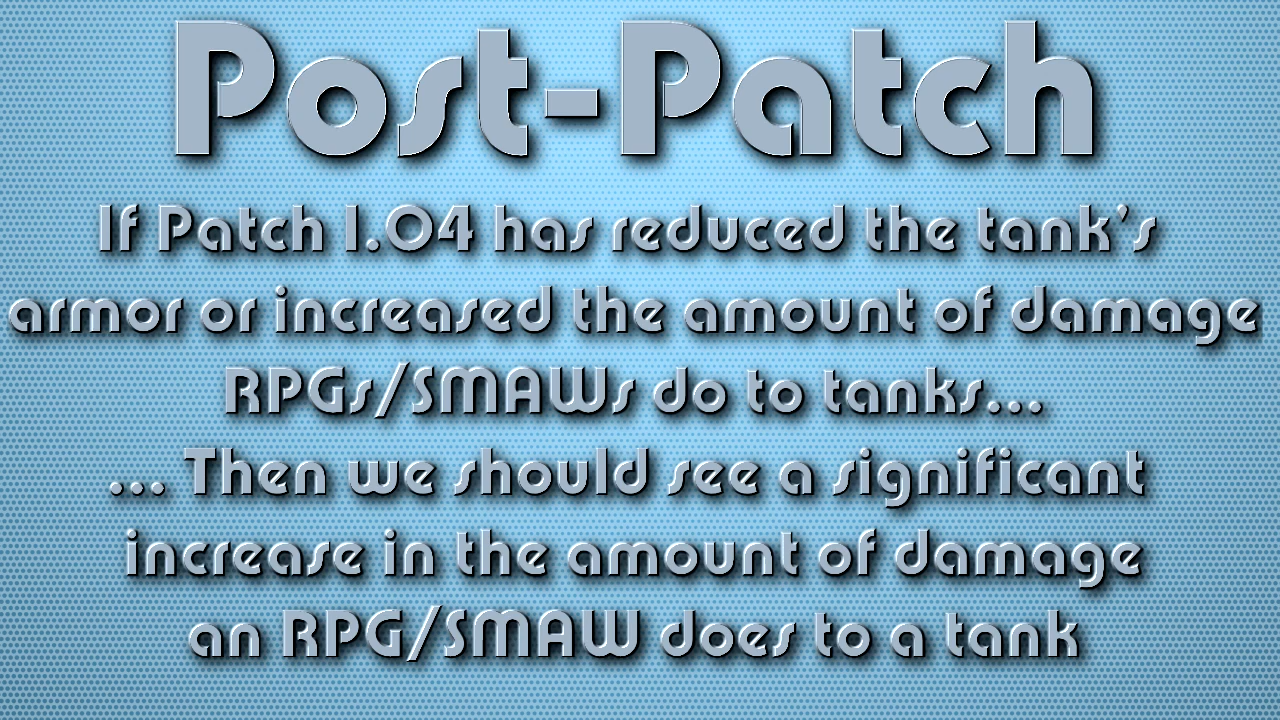 Post-Patch
If Patch 1.04 has reduced the tank's
armor or increased the amount of damage
RPGs/SMAWs do to tanks...
... Then we should see a significant
increase in the amount of damage
an RPG/SMAW does to a tank